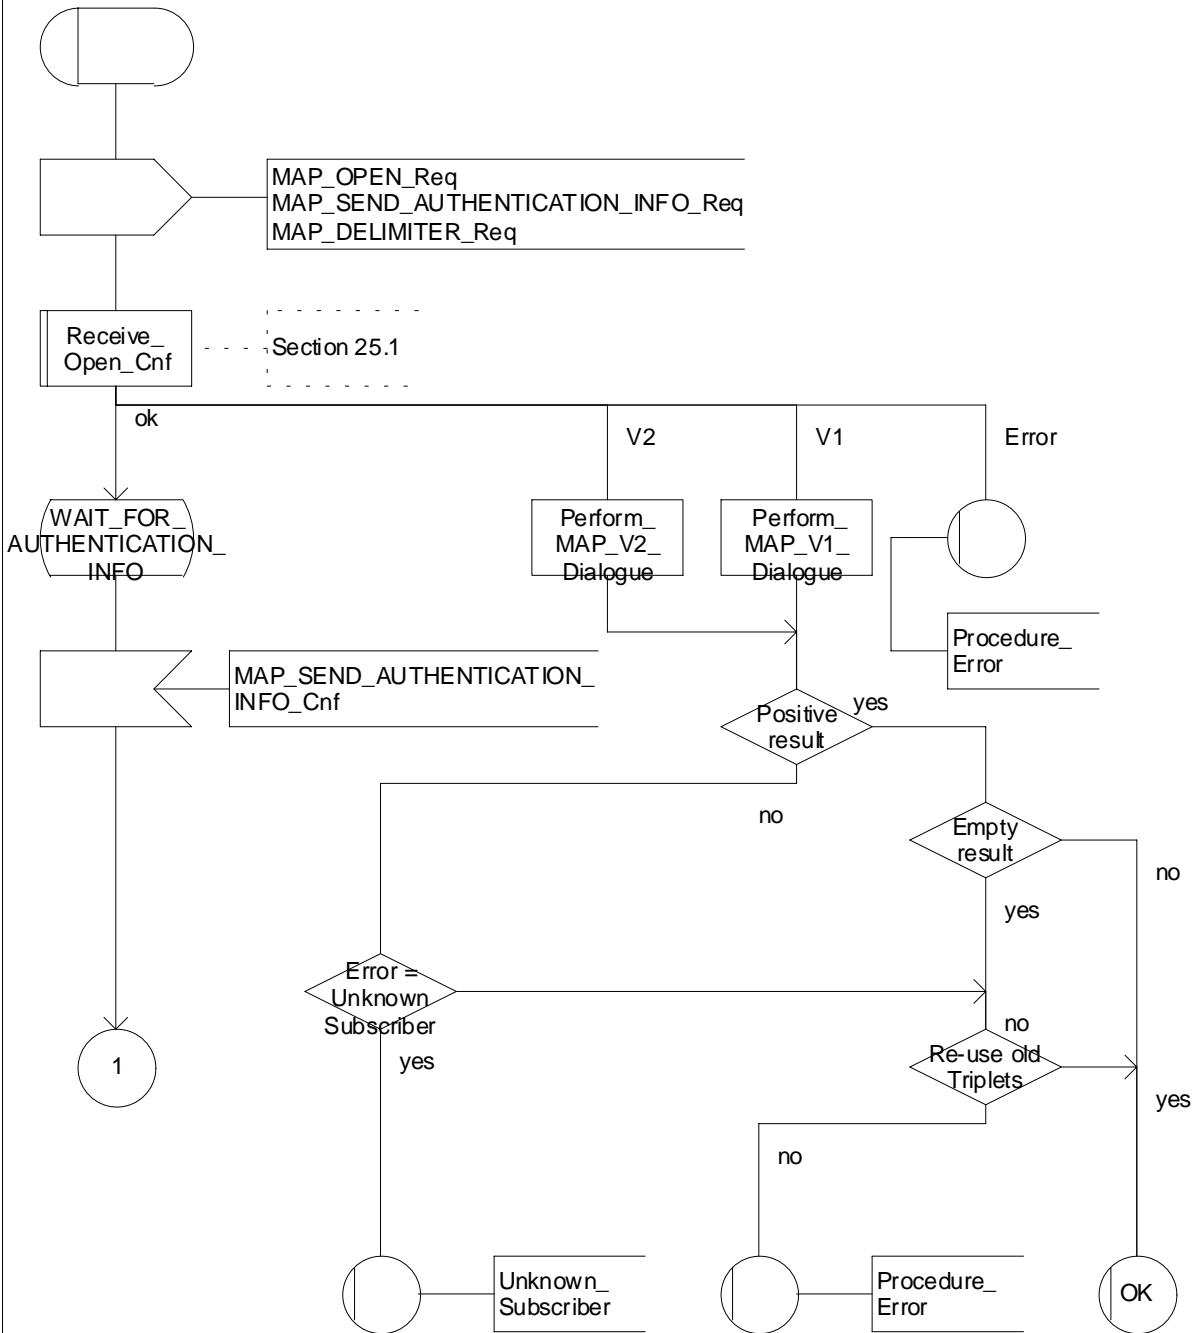 MAP_OPEN_Req
MAP_SEND_AUTHENTICATION_INFO_Req
MAP_DELIMITER_Req
Receive_
Open_Cnf
Section 25.1
ok
V2
V1
Error
WAIT_FOR_
AUTHENTICATION_
INFO
Perform_
MAP_V2_
Dialogue
Perform_
MAP_V1_
Dialogue
Procedure_
Error
MAP_SEND_AUTHENTICATION_
INFO_Cnf
Positive
result
yes
no
Empty
result
no
yes
Error =
Unknown
Subscriber
no
yes
1
Re-use old
Triplets
yes
no
Unknown_
Subscriber
Procedure_
Error
OK